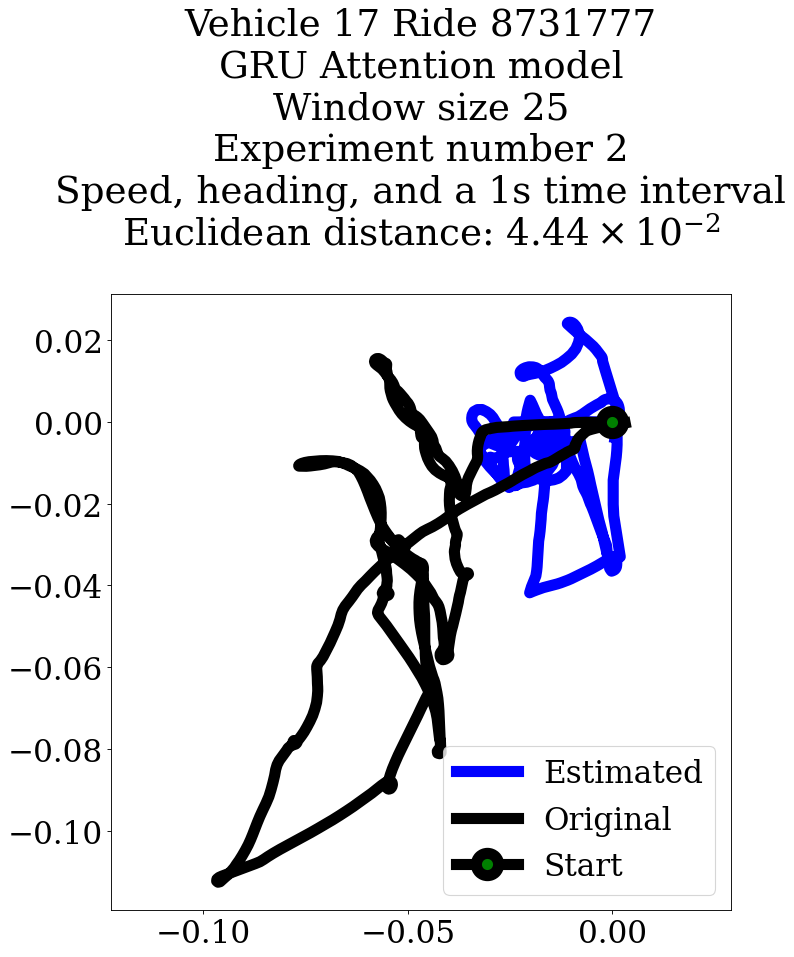 Vehicle 17 Ride 8731777
GRU Attention model
Window size 25
Experiment number 2
Speed, heading, and a 1s time interval
Euclidean distance: 4.44 × 10⁻²
0.02
0.00
−0.02
−0.04
−0.06
−0.08
−0.10
Estimated
Original
Start
−0.10
−0.05
0.00